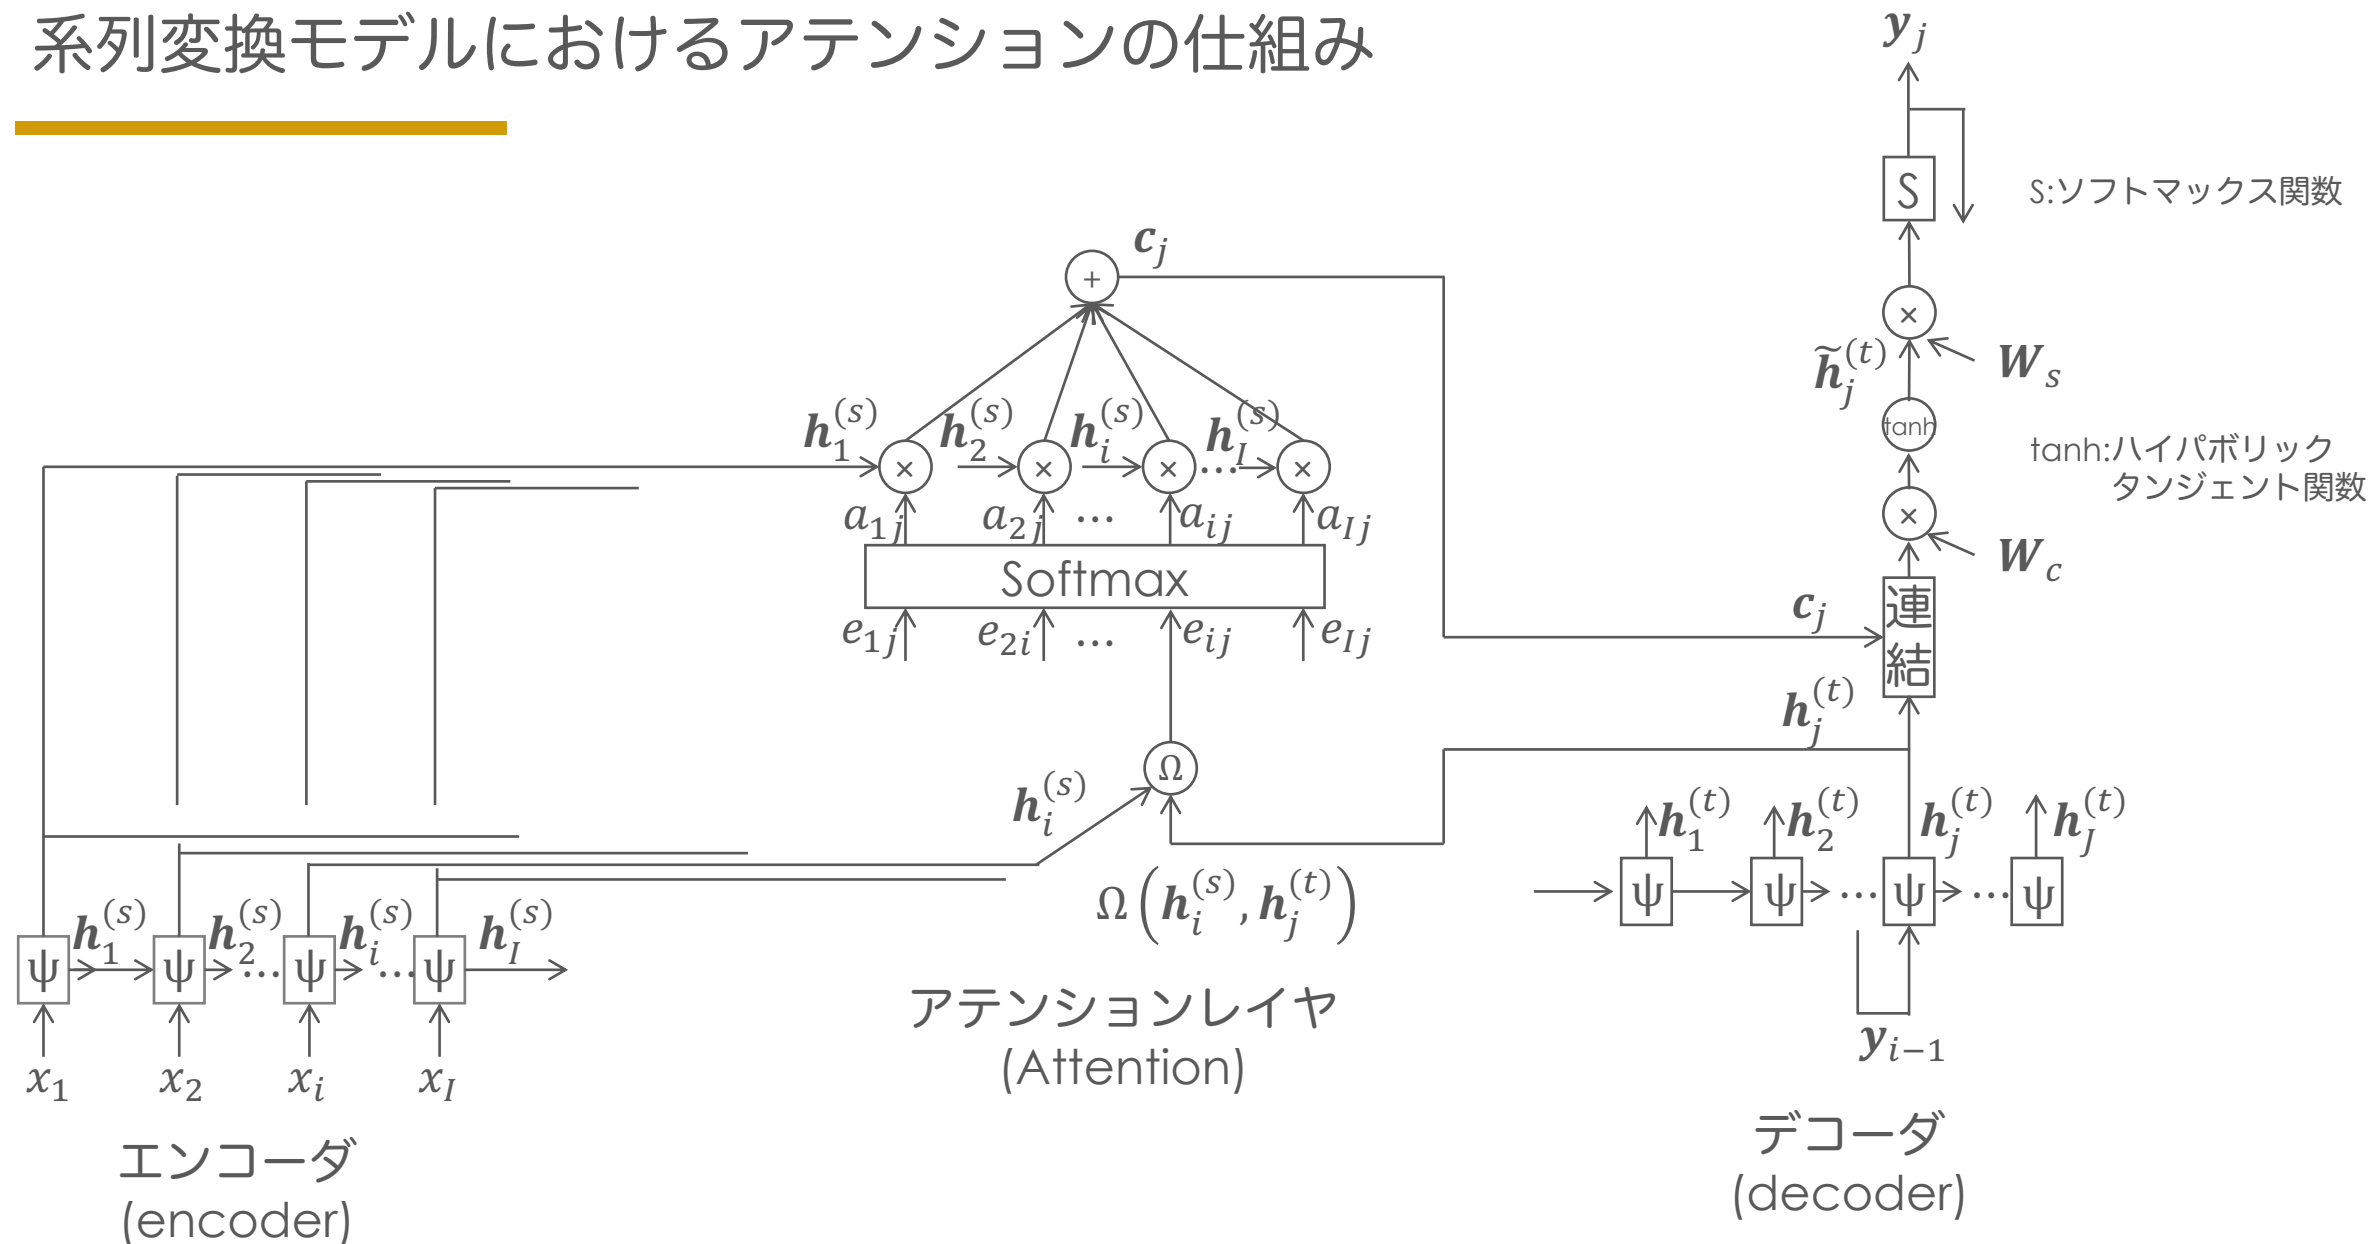 系列変換モデルにおけるアテンションの仕組み
y_j
S
S:ソフトマックス関数
c_j
+
×
h̃_j^(t)
W_s
tanh
tanh:ハイパボリック
タンジェント関数
h_1^(s) h_2^(s) h_i^(s) h_I^(s)
× × × … ×
×
W_c
a_1j a_2j … a_ij a_Ij
Softmax
e_1j e_2i … e_ij e_Ij
c_j
連結
h_j^(t)
Ω
h_i^(s)
Ω(h_i^(s), h_j^(t))
h_1^(t) h_2^(t) h_j^(t) h_J^(t)
ψ ψ … ψ … ψ
h_1^(s) h_2^(s) h_i^(s) h_I^(s)
ψ ψ … ψ … ψ
x_1 x_2 x_i x_I
y_i−1
アテンションレイヤ
(Attention)
エンコーダ
(encoder)
デコーダ
(decoder)